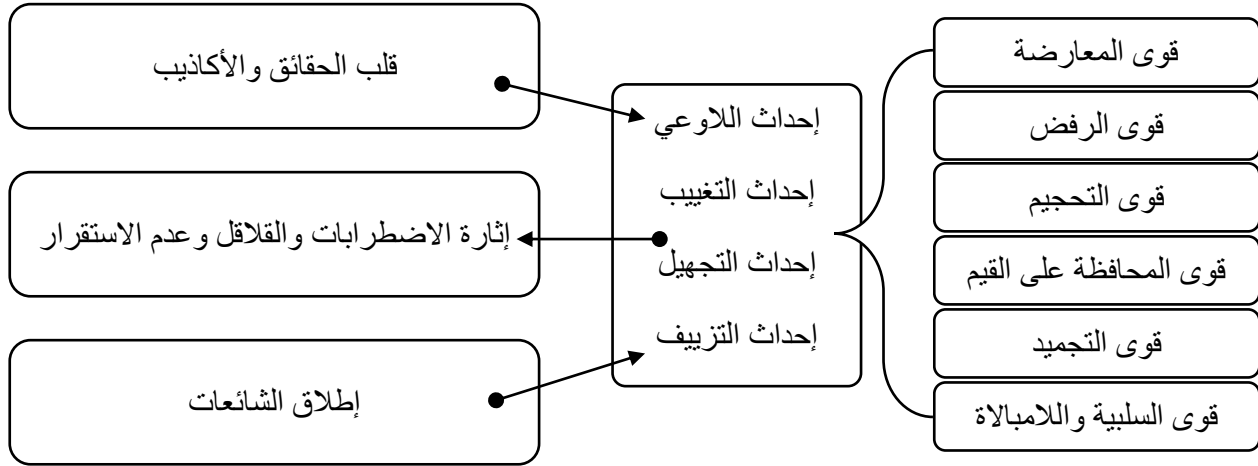 قوى المعارضة
قوى الرفض
قوى التحجيم
قوى المحافظة على القيم
قوى التجميد
قوى السلبية واللامبالاة
إحداث اللاوعي
إحداث التغييب
إحداث التجهيل
إحداث التزييف
قلب الحقائق والأكاذيب
إثارة الاضطرابات والقلاقل وعدم الاستقرار
إطلاق الشائعات